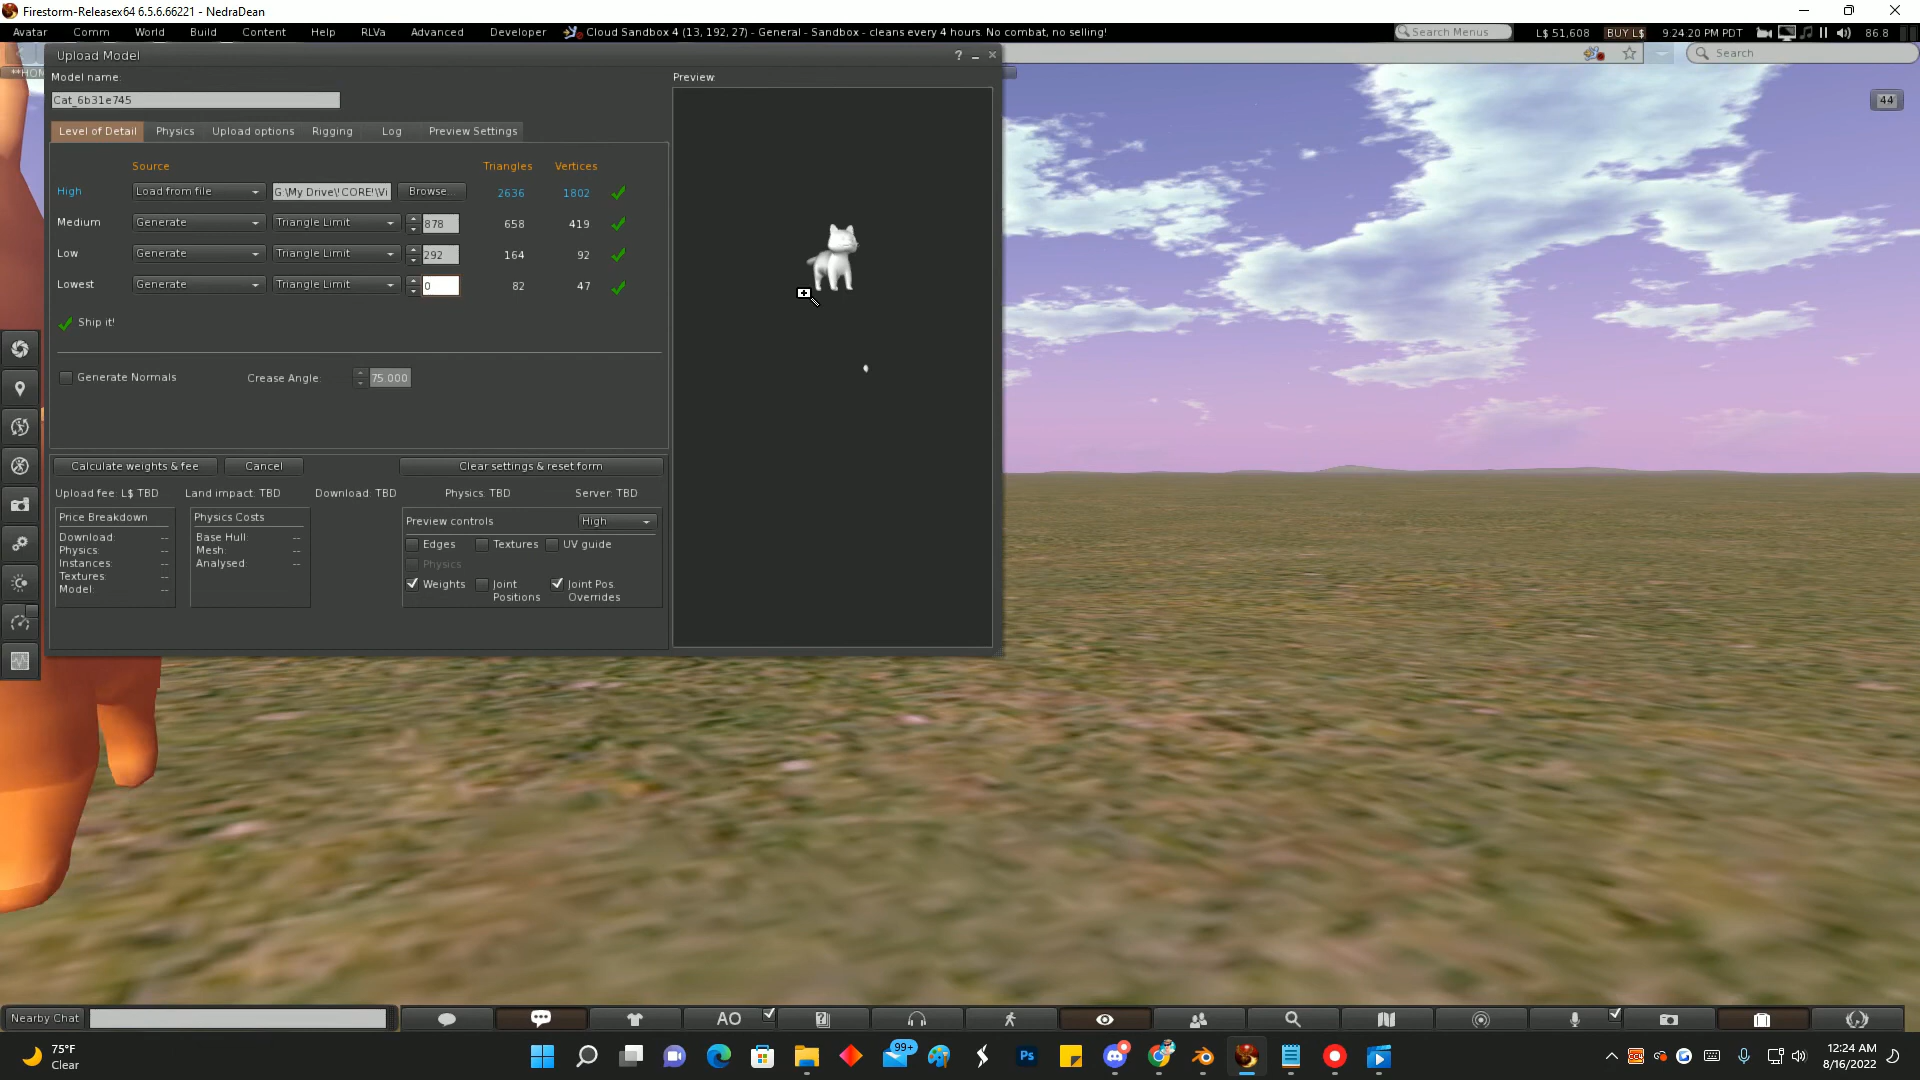 Firestorm-Releasex64 6.5.6.66221 - NedraDean
Avatar Comm World Build Content Help RLVa Advanced Developer Cloud Sandbox 4 (13, 192, 27) - General - Sandbox - cleans every 4 hours. No combat, no selling! Search Menus L$ 51,608 BUY L$ 9:24:20 PM PDT 86.8
Upload Model ?
Search
Model name:
Preview:
Cat_6b31e745
44
Level of Detail Physics Upload options Rigging Log Preview Settings
Source Triangles Vertices
High Load from file G:\My Drive\!CORE!\Vi Browse... 2636 1802
Medium Generate Triangle Limit 878 658 419
Low Generate Triangle Limit 292 164 92
Lowest Generate Triangle Limit 0 82 47
Ship it!
Generate Normals Crease Angle: 75.000
Calculate weights & fee Cancel Clear settings & reset form
Upload fee: L$ TBD Land impact: TBD Download: TBD Physics: TBD Server: TBD
Price Breakdown Physics Costs Preview controls High
Download: -- Base Hull: -- Edges Textures UV guide
Physics: -- Mesh: -- Physics
Instances: -- Analysed: --
Textures: -- Weights Joint Positions Joint Pos. Overrides
Model: --
Nearby Chat AO
75°F
Clear
99+
Ps
12:24 AM
8/16/2022